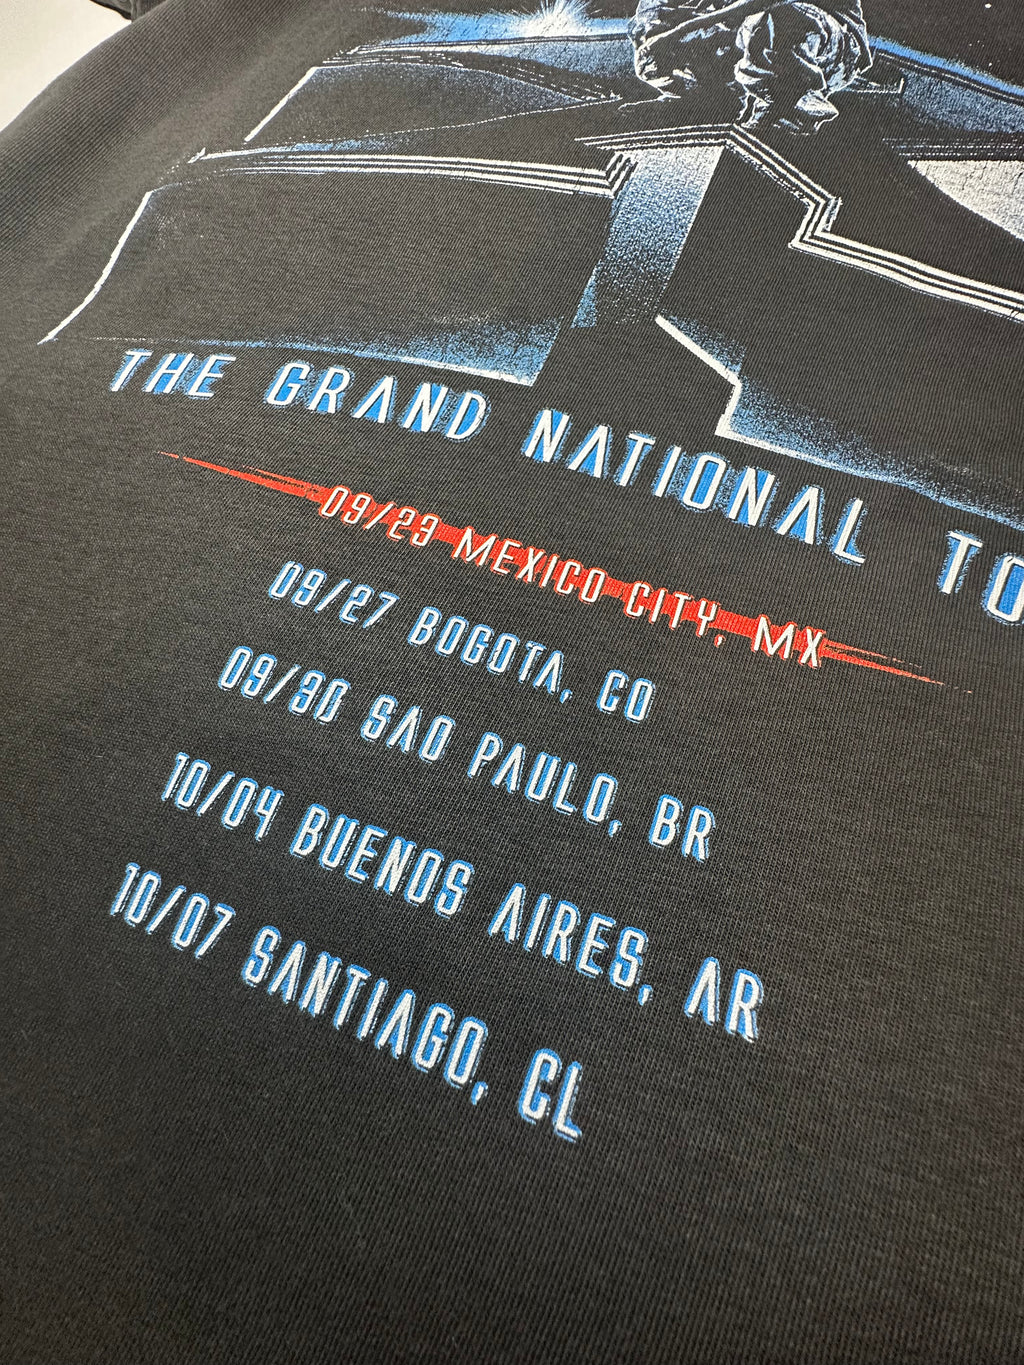 THE GRAND NATIONAL TO
09/23 MEXICO CITY, MX
09/27 BOGOTA, CO
09/30 SAO PAULO, BR
10/04 BUENOS AIRES, AR
10/07 SANTIAGO, CL